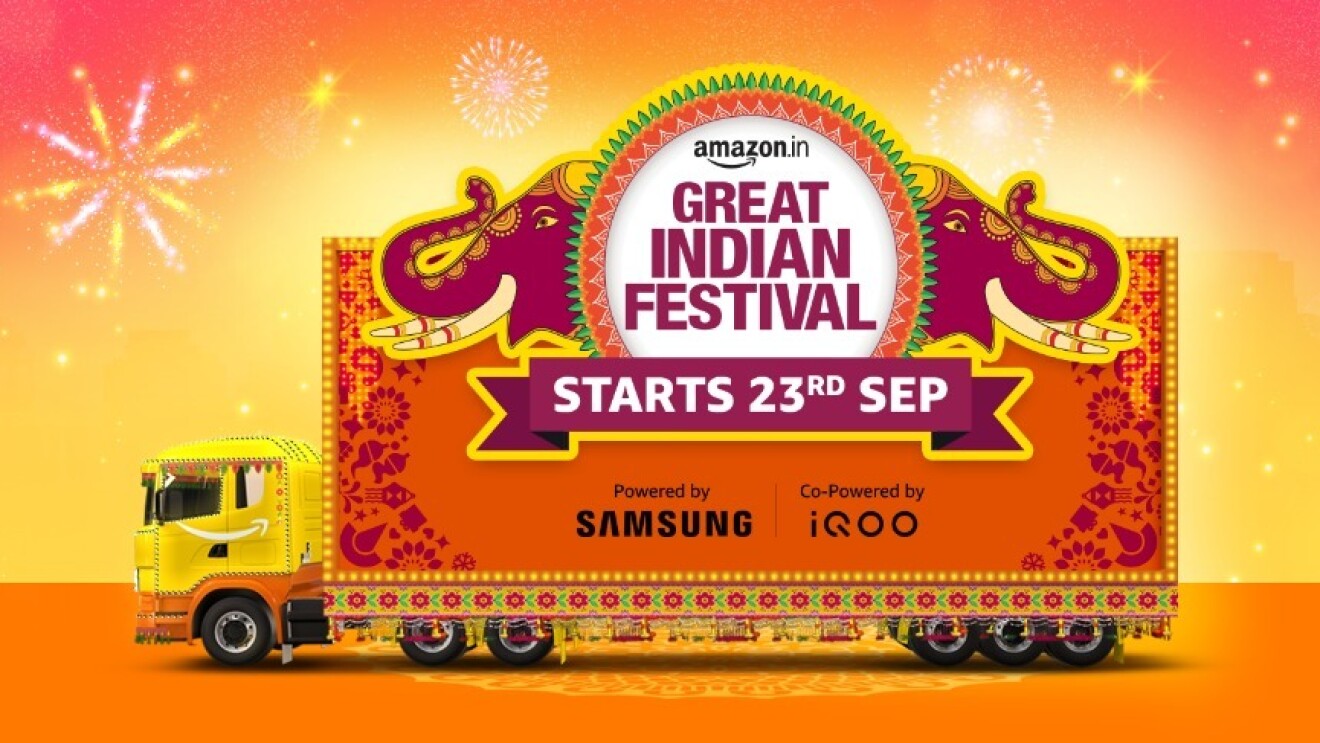 amazon.in
GREAT
INDIAN
FESTIVAL
STARTS 23RD SEP
Powered by
SAMSUNG
Co-Powered by
iQOO